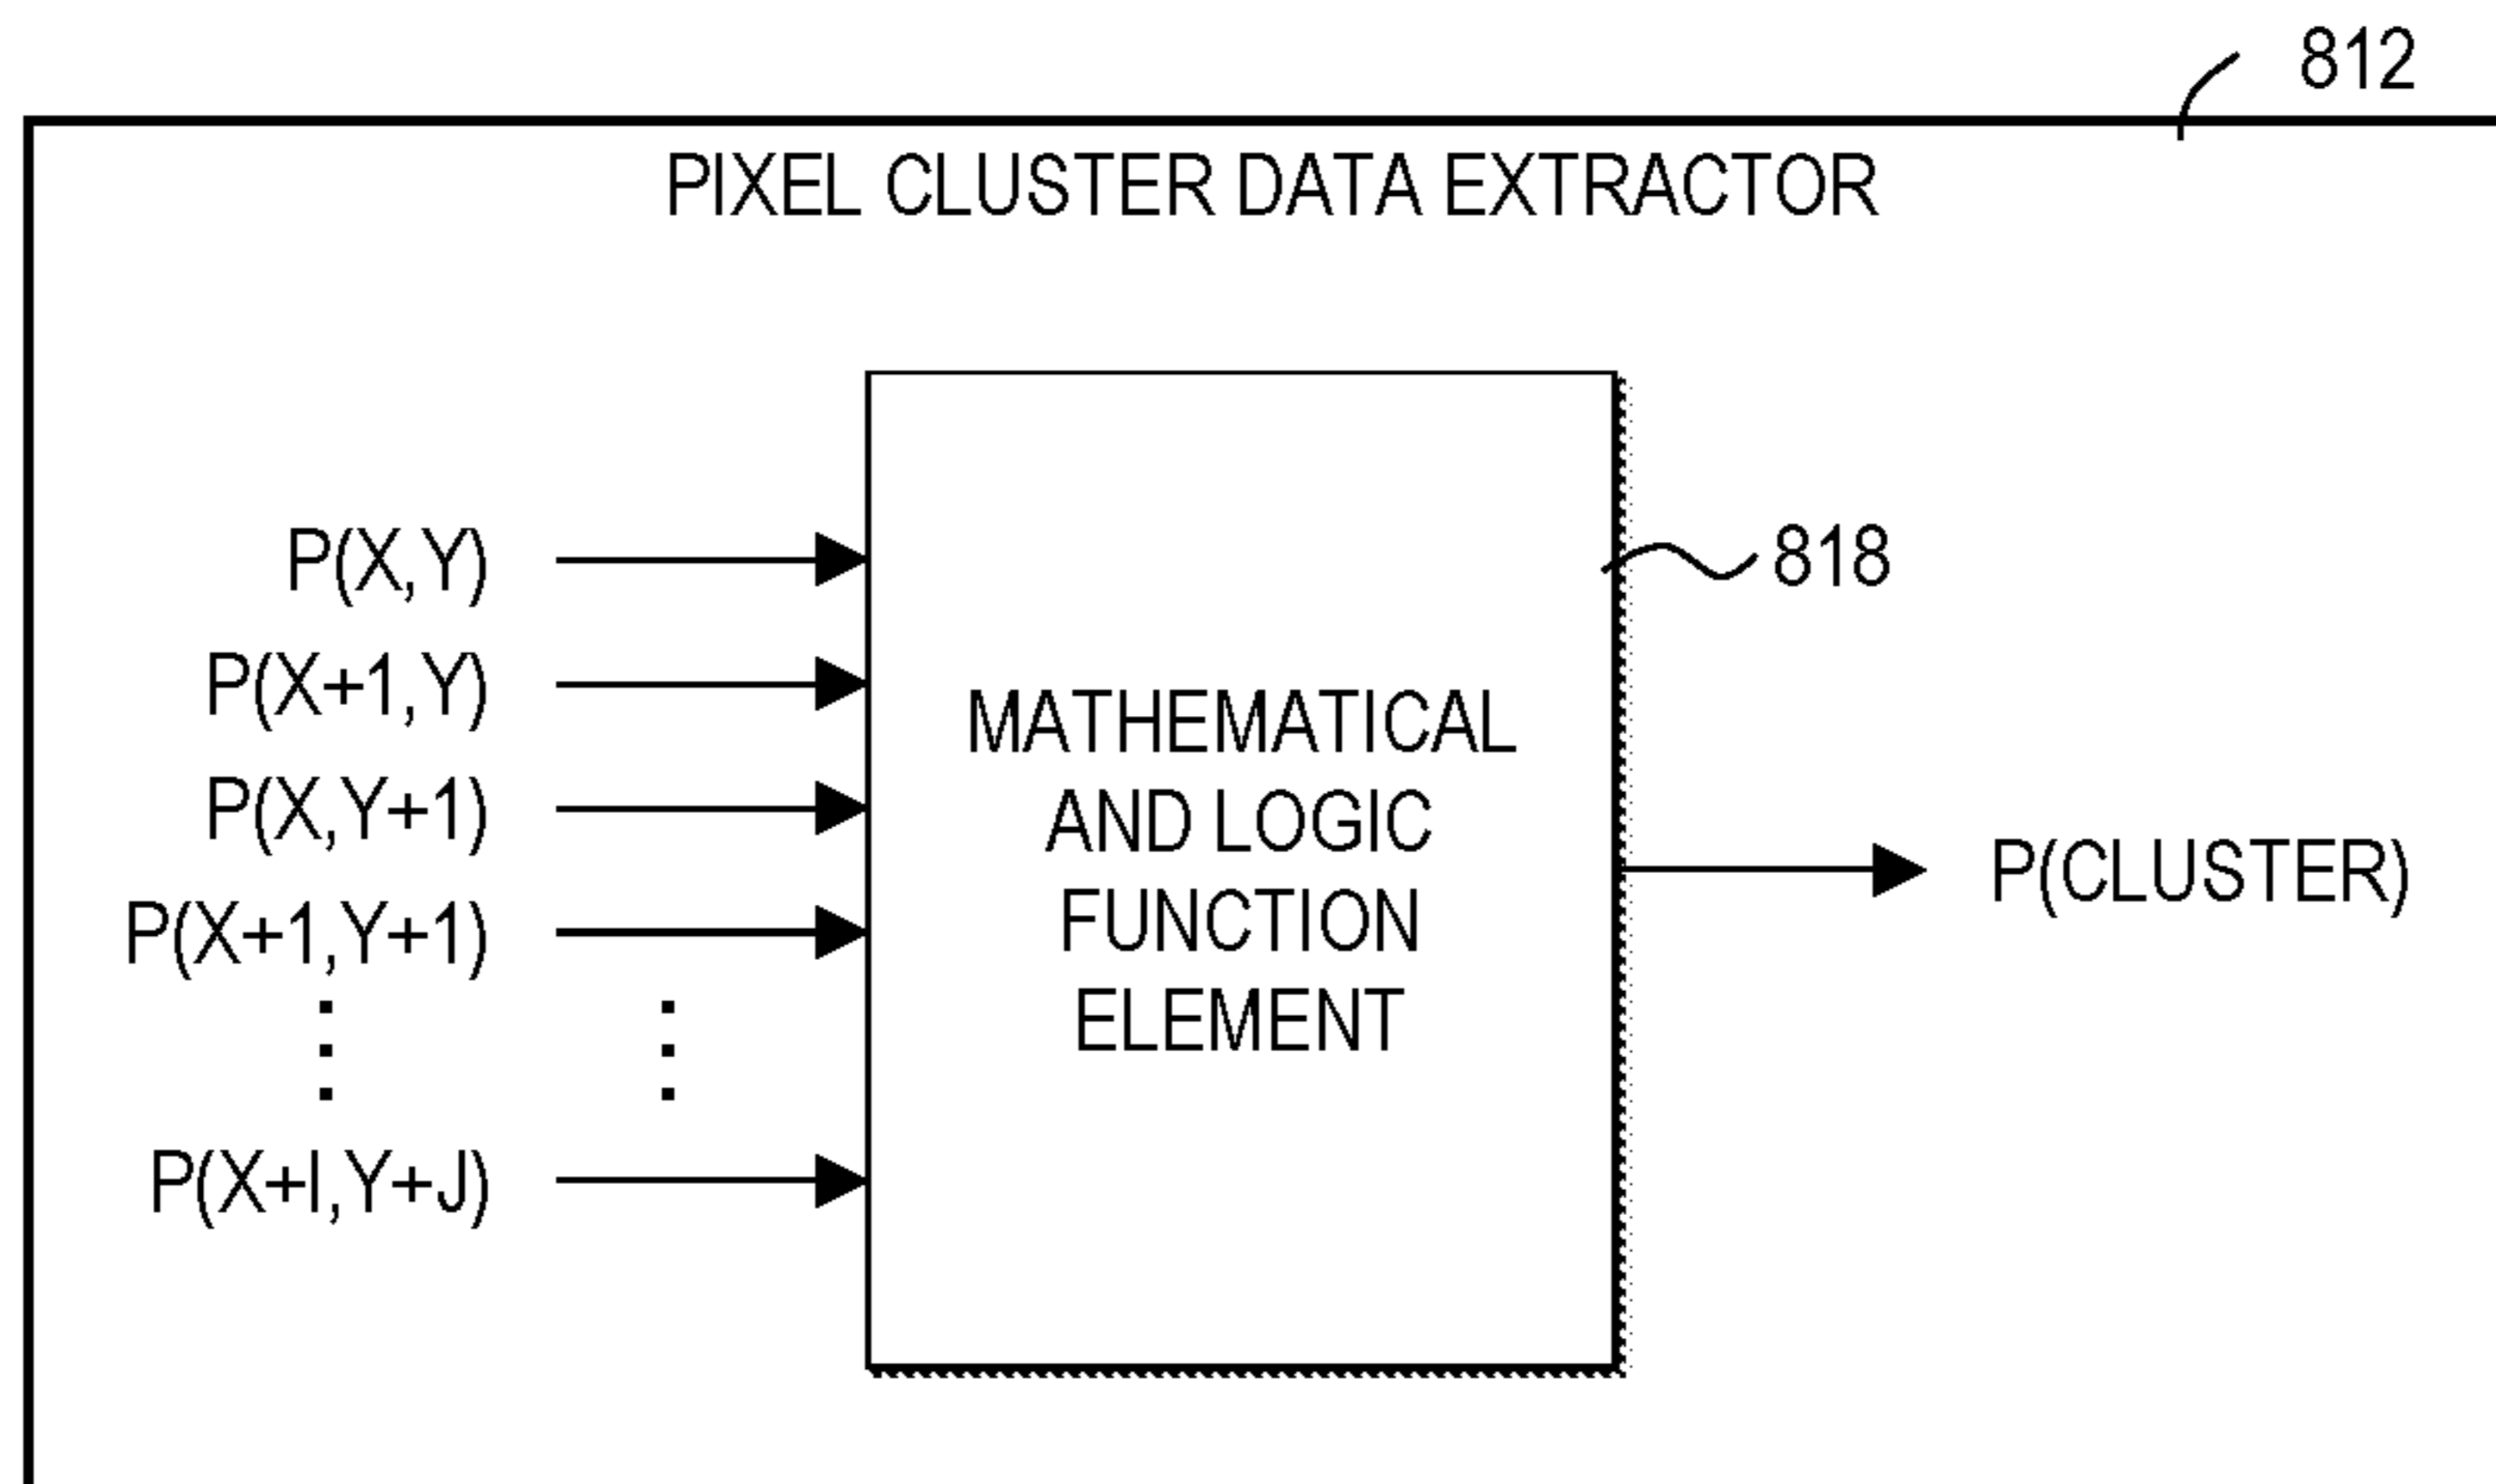 812
PIXEL CLUSTER DATA EXTRACTOR
P(X,Y)
818
P(X+1,Y)
P(X,Y+1)
P(X+1,Y+1)
P(X+I,Y+J)
MATHEMATICAL
AND LOGIC
FUNCTION
ELEMENT
P(CLUSTER)